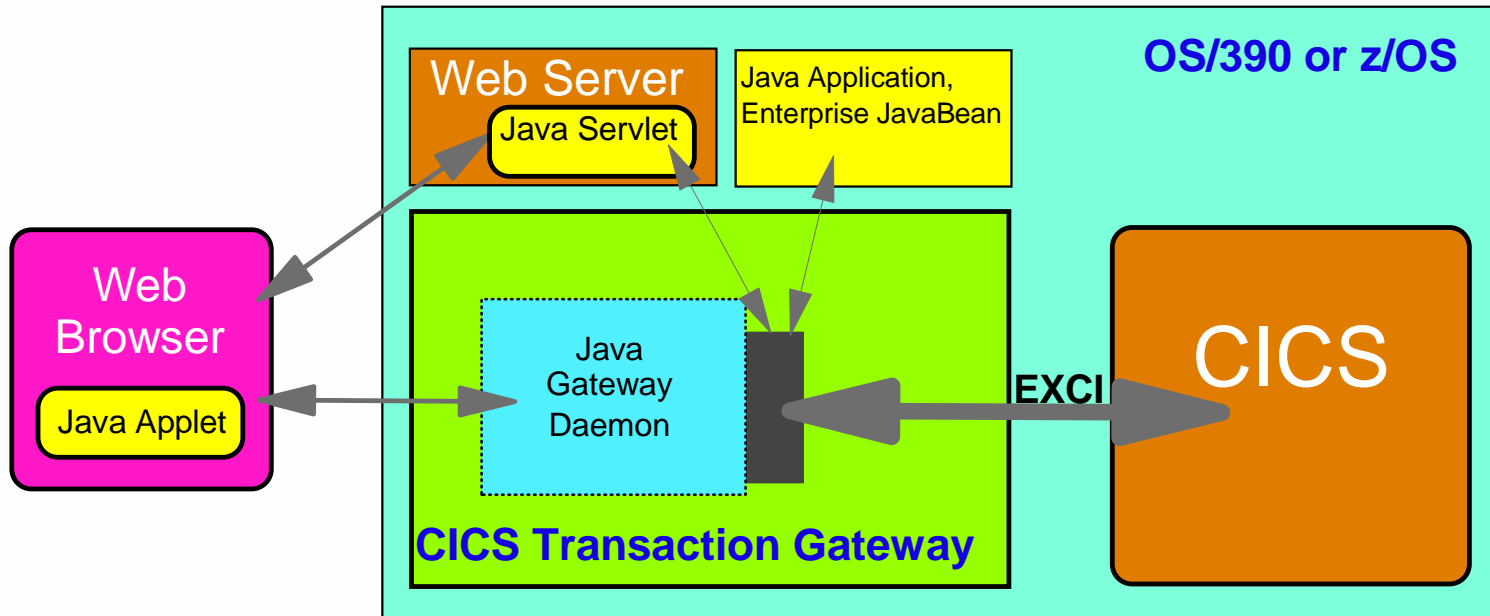 OS/390 or z/OS
Web Server
Java Servlet
Java Application,
Enterprise JavaBean
Web
Browser
Java Applet
Java
Gateway
Daemon
EXCI
CICS
CICS Transaction Gateway